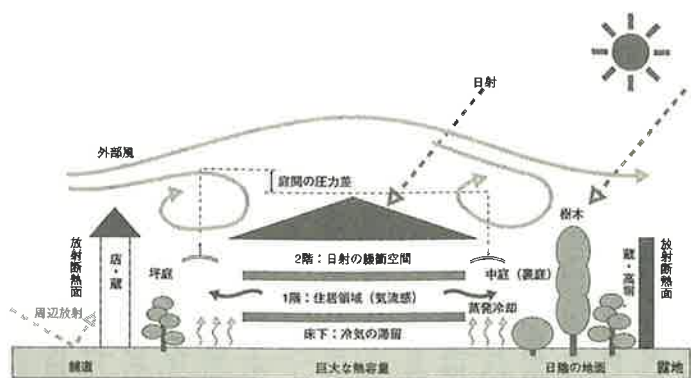 日射
外部風
庭間の圧力差
樹木
放射断熱面
店・蔵
坪庭
2階：日射の緩衝空間
中庭（裏庭）
蔵・高塀
放射断熱面
周辺放射
1階：住居領域（気流感）
蒸発冷却
床下：冷気の滞留
舗道
巨大な熱容量
日陰の地面
露地